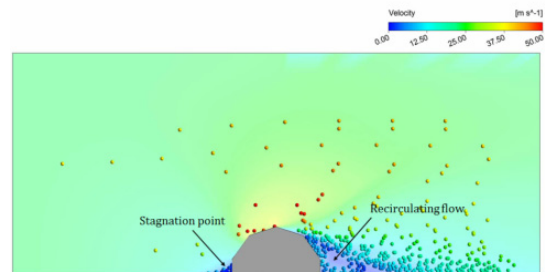 Velocity [m s^-1]
0.00 12.50 25.00 37.50 50.00
Stagnation point
Recirculating flow